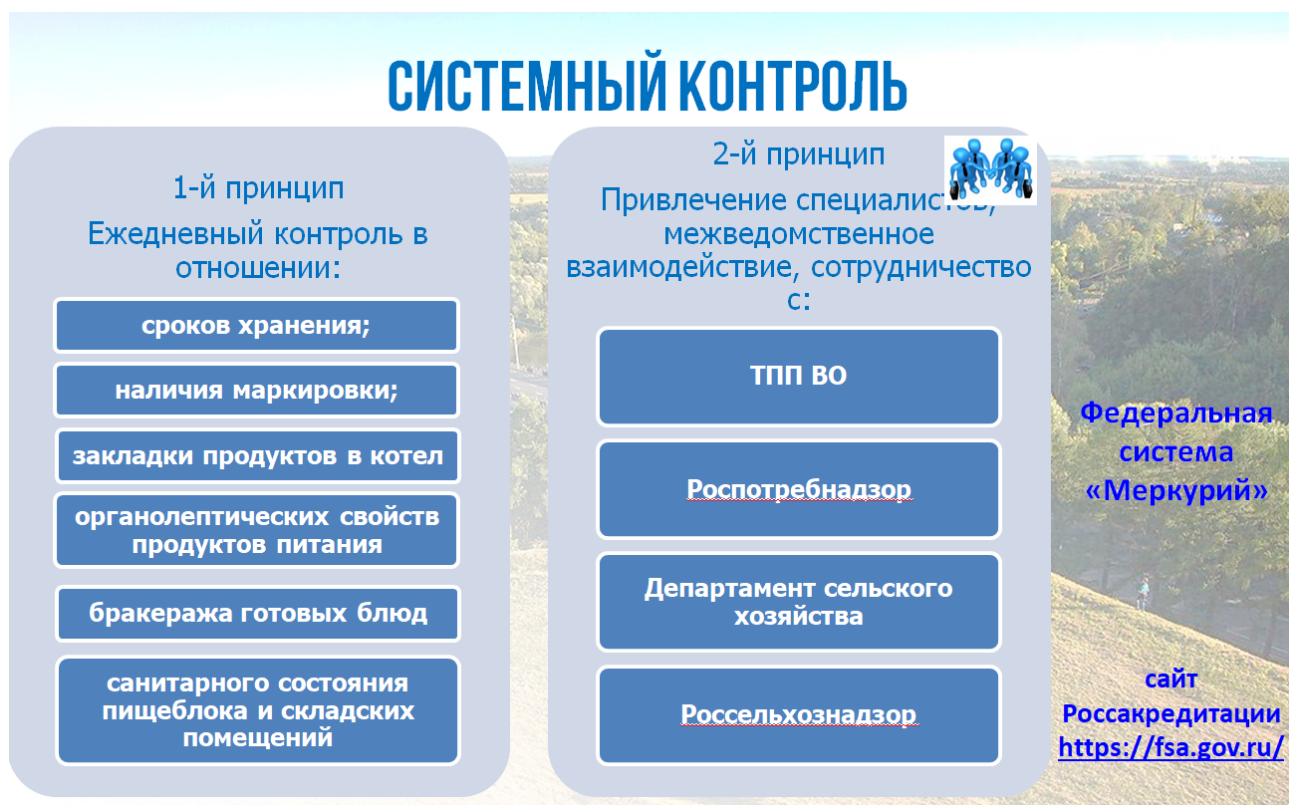 СИСТЕМНЫЙ КОНТРОЛЬ
1-й принцип
Ежедневный контроль в
отношении:
сроков хранения;
наличия маркировки;
закладки продуктов в котел
органолептических свойств
продуктов питания
бракеража готовых блюд
санитарного состояния
пищеблока и складских
помещений
2-й принцип
Привлечение специалистов,
межведомственное
взаимодействие, сотрудничество
с:
ТПП ВО
Роспотребнадзор
Департамент сельского
хозяйства
Россельхознадзор
Федеральная
система
«Меркурий»
сайт
Россакредитации
https://fsa.gov.ru/